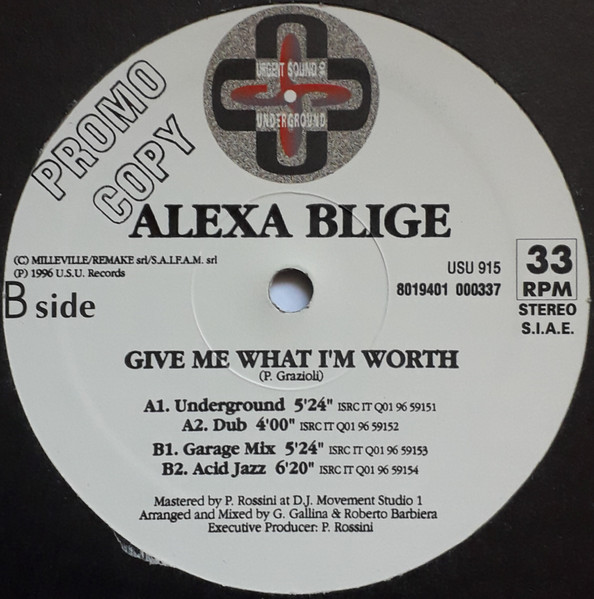 URGENT SOUND OF
UNDERGROUND
PROMO
COPY
ALEXA BLIGE
(C) MILLEVILLE/REMAKE srl/S.A.I.F.A.M. srl
(P) 1996 U.S.U. Records
B side
USU 915
8019401 000337
33
RPM
STEREO
S.I.A.E.
GIVE ME WHAT I'M WORTH
(P. Grazioli)
A1. Underground 5'24" ISRC IT Q01 96 59151
A2. Dub 4'00" ISRC IT Q01 96 59152
B1. Garage Mix 5'24" ISRC IT Q01 96 59153
B2. Acid Jazz 6'20" ISRC IT Q01 96 59154
Mastered by P. Rossini at D.J. Movement Studio 1
Arranged and Mixed by G. Gallina & Roberto Barbiera
Executive Producer: P. Rossini